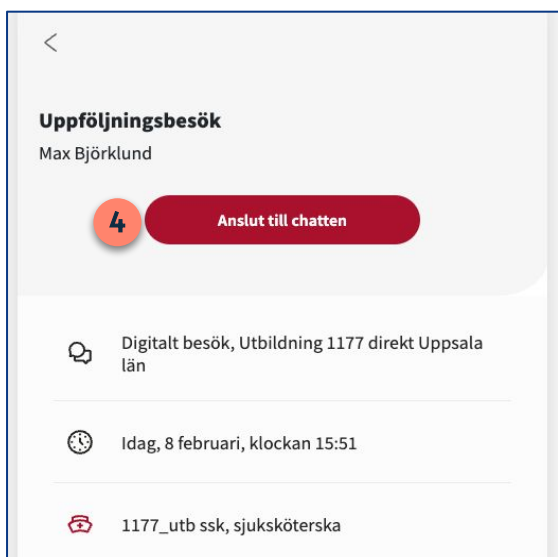 Uppföljningsbesök
Max Björklund
4
Anslut till chatten
Digitalt besök, Utbildning 1177 direkt Uppsala
län
Idag, 8 februari, klockan 15:51
1177_utb ssk, sjuksköterska